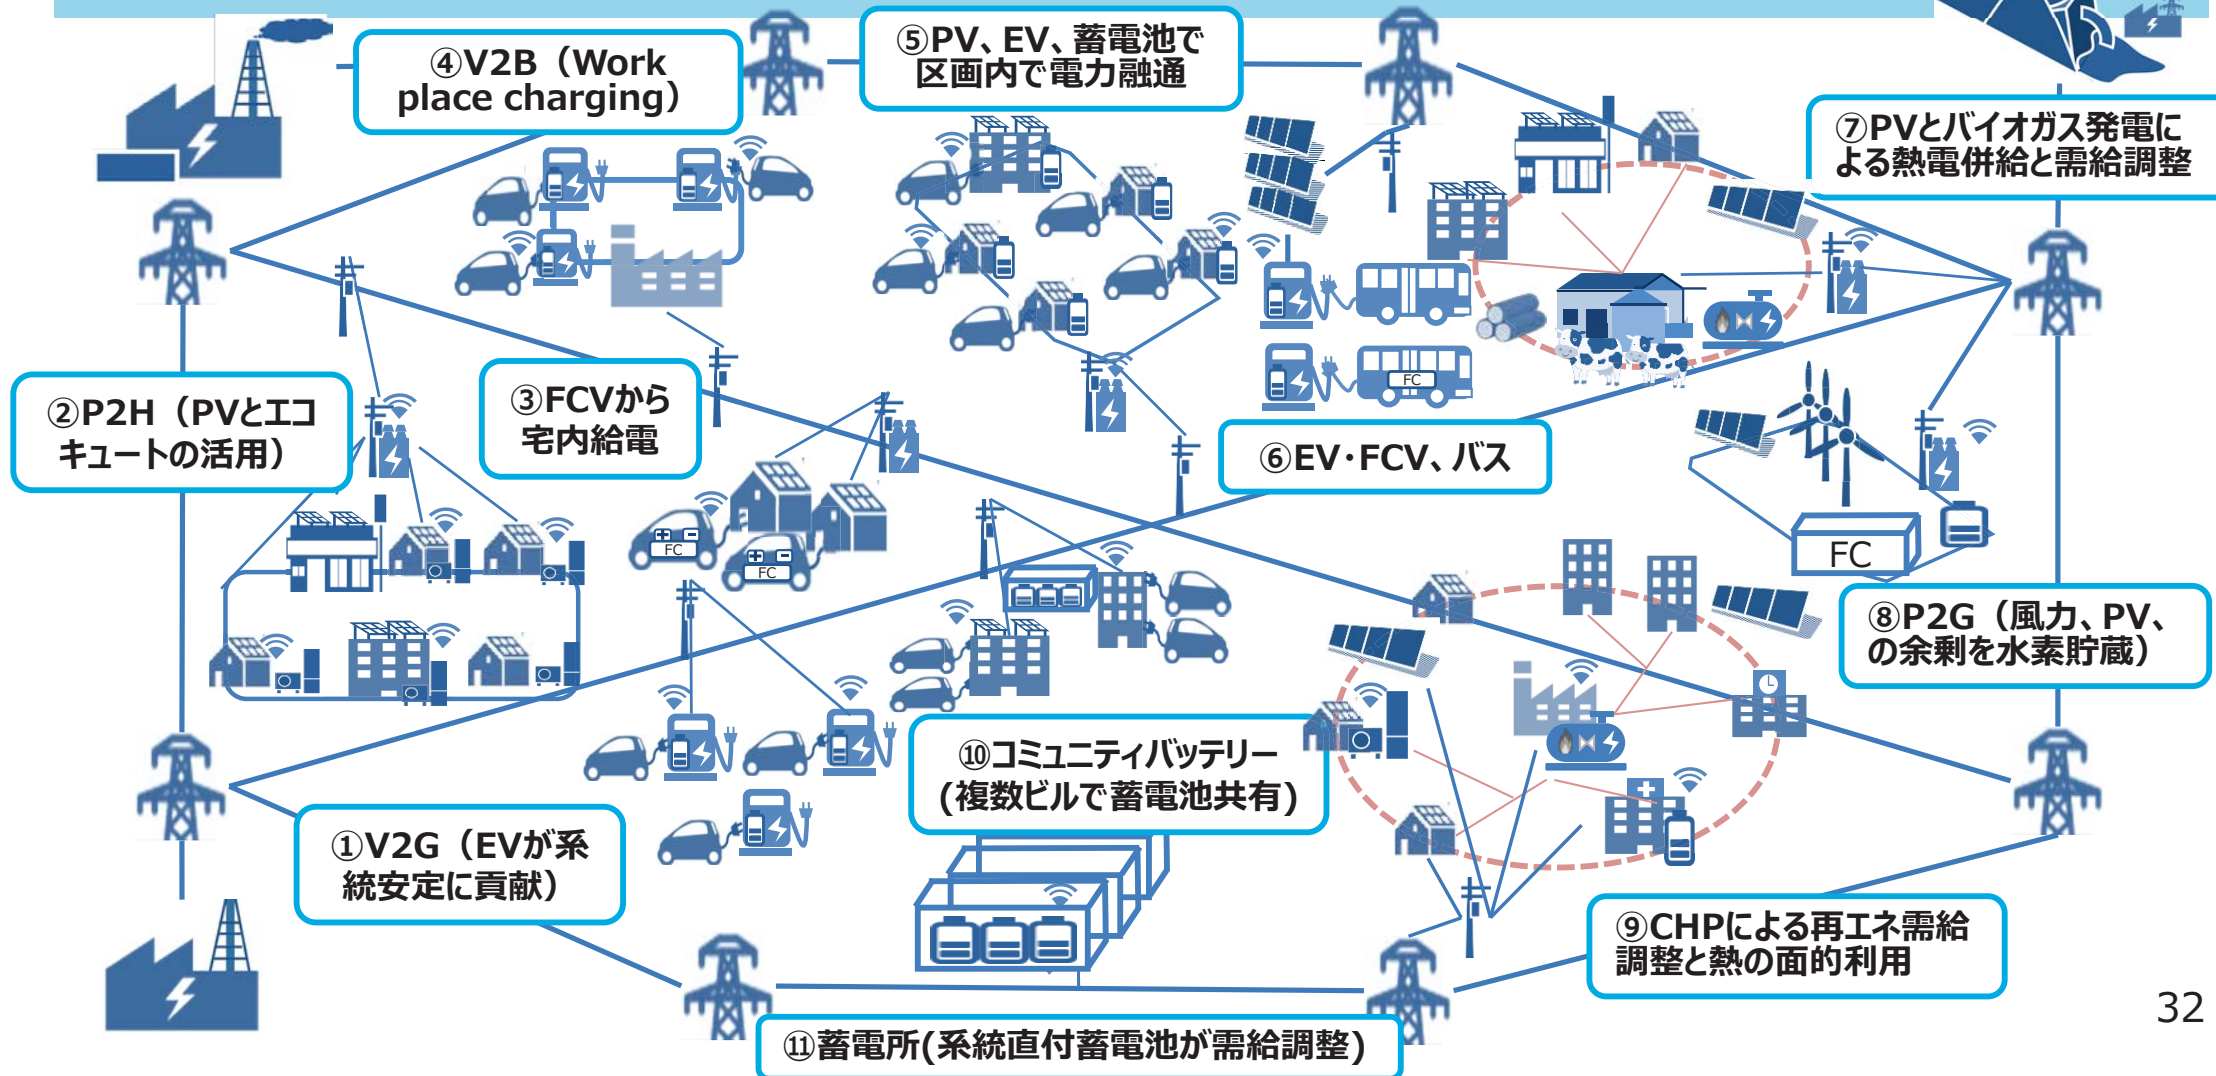 ④V2B（Work
place charging）
⑤PV、EV、蓄電池で
区画内で電力融通
⑦PVとバイオガス発電に
よる熱電併給と需給調整
②P2H（PVとエコ
キュートの活用）
③FCVから
宅内給電
FC
⑥EV・FCV、バス
FC
FC
FC
⑧P2G（風力、PV、
の余剰を水素貯蔵）
⑩コミュニティバッテリー
(複数ビルで蓄電池共有)
①V2G（EVが系
統安定に貢献）
⑨CHPによる再エネ需給
調整と熱の面的利用
⑪蓄電所(系統直付蓄電池が需給調整)
32